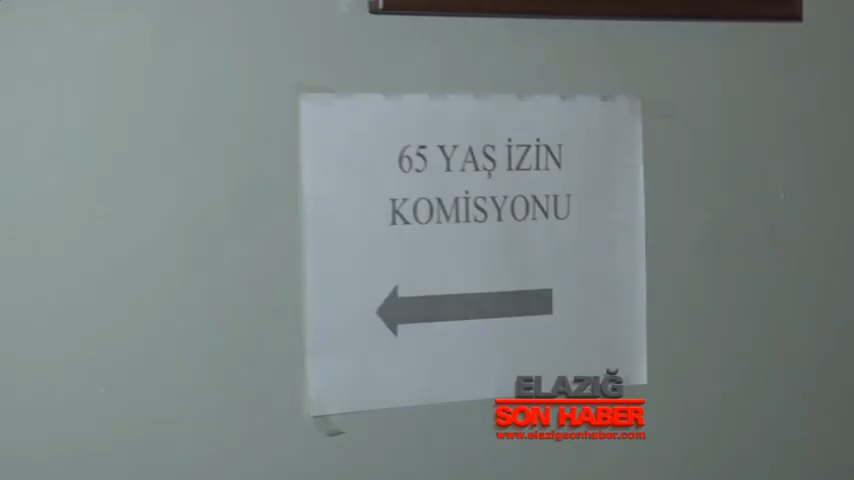 65 YAŞ İZİN
KOMİSYONU
ELAZIĞ
SON HABER
www.elazigsonhaber.com